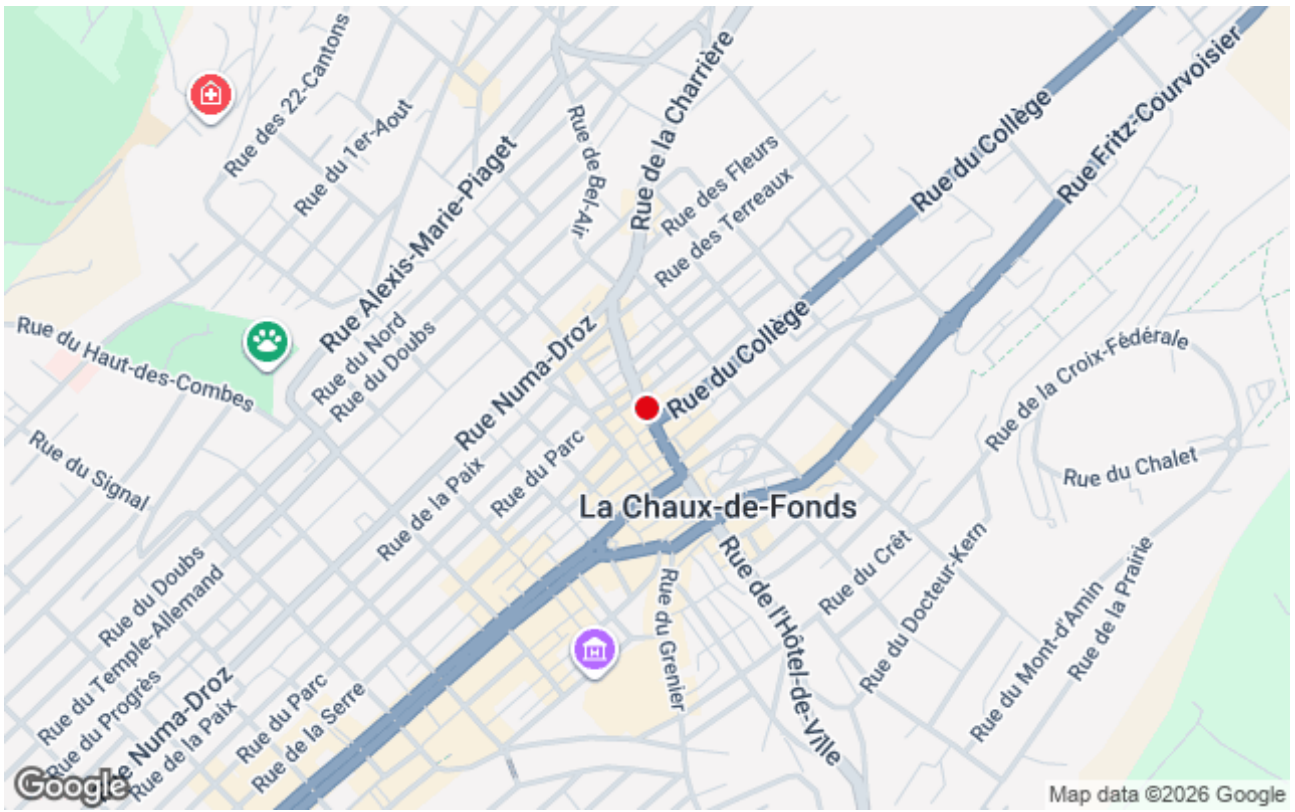 Rue des 22-Cantons
Rue du 1er-Aout
Rue Alexis-Marie-Piaget
Rue de Bel-Air
Rue de la Charrière
Rue des Fleurs
Rue des Terreaux
Rue du Collège
Rue Fritz-Courvoisier
Rue du Haut-des-Combes
Rue du Nord
Rue du Doubs
Rue Numa-Droz
Rue du Collège
Rue de la Croix-Fédérale
Rue du Signal
Rue de la Paix
Rue du Parc
Rue du Chalet
La Chaux-de-Fonds
Rue du Doubs
Rue du Temple-Allemand
Rue du Progrès
Rue Numa-Droz
Rue de la Paix
Rue du Parc
Rue de la Serre
Rue du Grenier
Rue de l'Hôtel-de-Ville
Rue du Crêt
Rue du Docteur-Kern
Rue du Mont-d'Amin
Rue de la Prairie
H
Google
Map data ©2026 Google